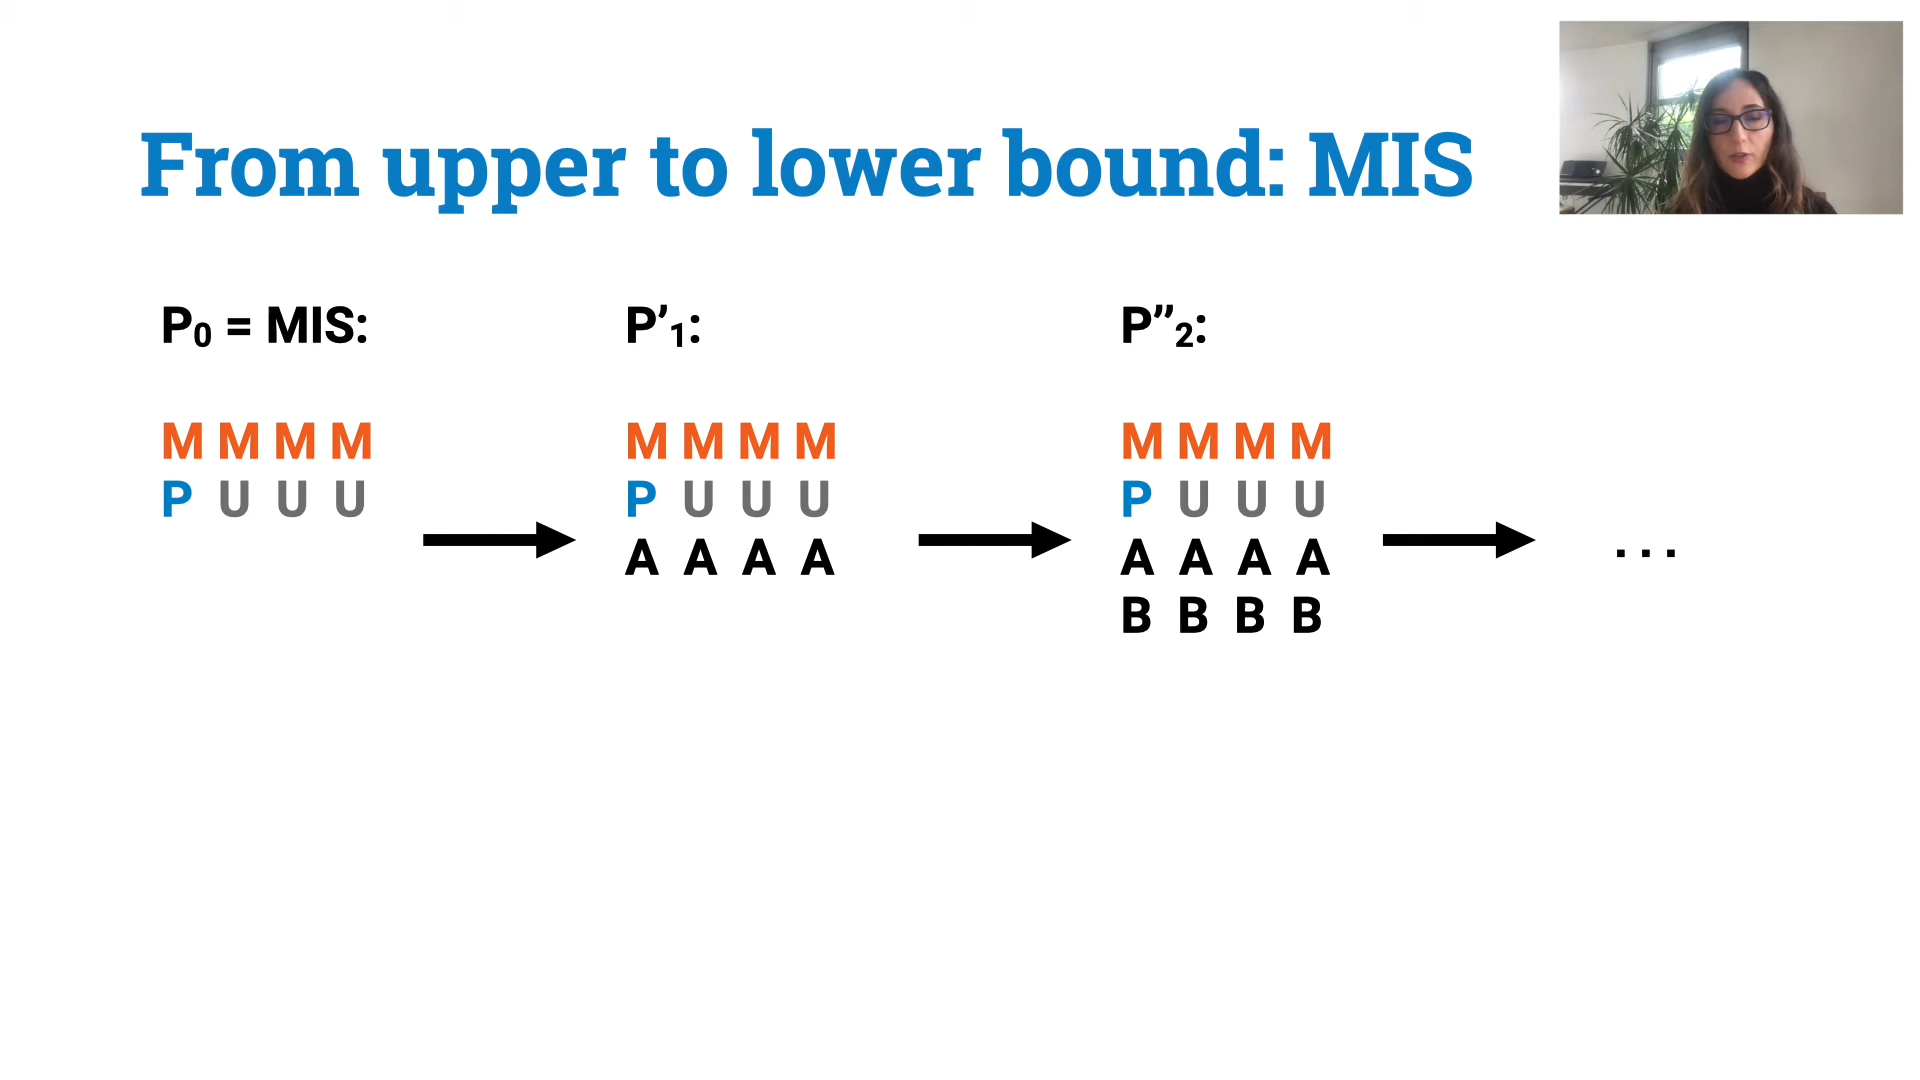 From upper to lower bound: MIS
P₀ = MIS:
M M M M
P U U U
P’₁:
M M M M
P U U U
A A A A
P”₂:
M M M M
P U U U
A A A A
B B B B
...